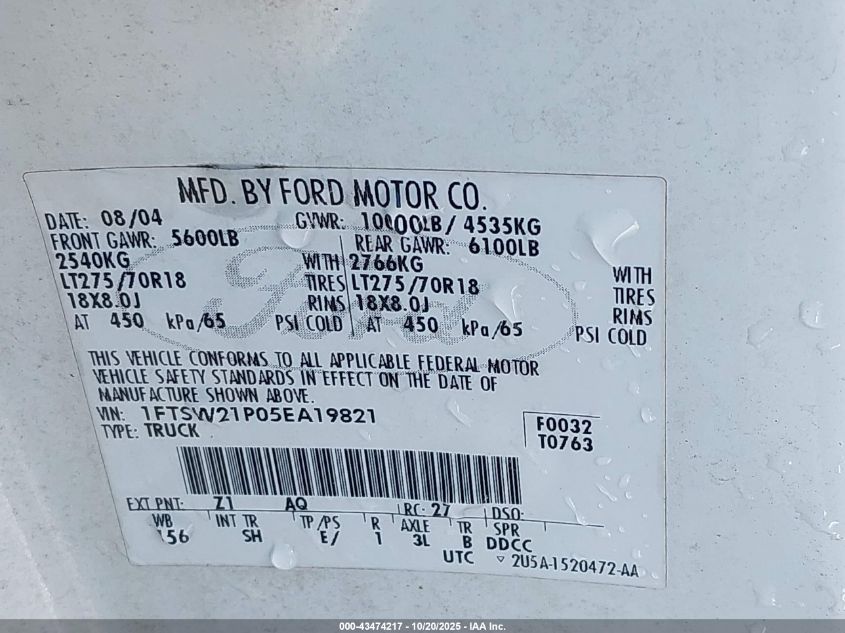 MFD. BY FORD MOTOR CO.
DATE: 08/04 GVWR: 10000LB/ 4535KG
FRONT GAWR: 5600LB REAR GAWR: 6100LB
2540KG WITH 2766KG WITH
LT275/70R18 TIRES LT275/70R18 TIRES
18X8.0J RIMS 18X8.0J RIMS
AT 450 kPa/65 PSI COLD AT 450 kPa/65 PSI COLD
Ford
THIS VEHICLE CONFORMS TO ALL APPLICABLE FEDERAL MOTOR
VEHICLE SAFETY STANDARDS IN EFFECT ON THE DATE OF
MANUFACTURE SHOWN ABOVE.
VIN: 1FTSW21P05EA19821
TYPE: TRUCK
F0032
T0763
EXT PNT: Z1 AQ RC: 27 DSO:
WB INT TR TP/PS R AXLE TR SPR
156 SH E/ 1 3L B DDCC
UTC 2U5A-1520472-AA
000-43474217 - 10/20/2025 - IAA Inc.